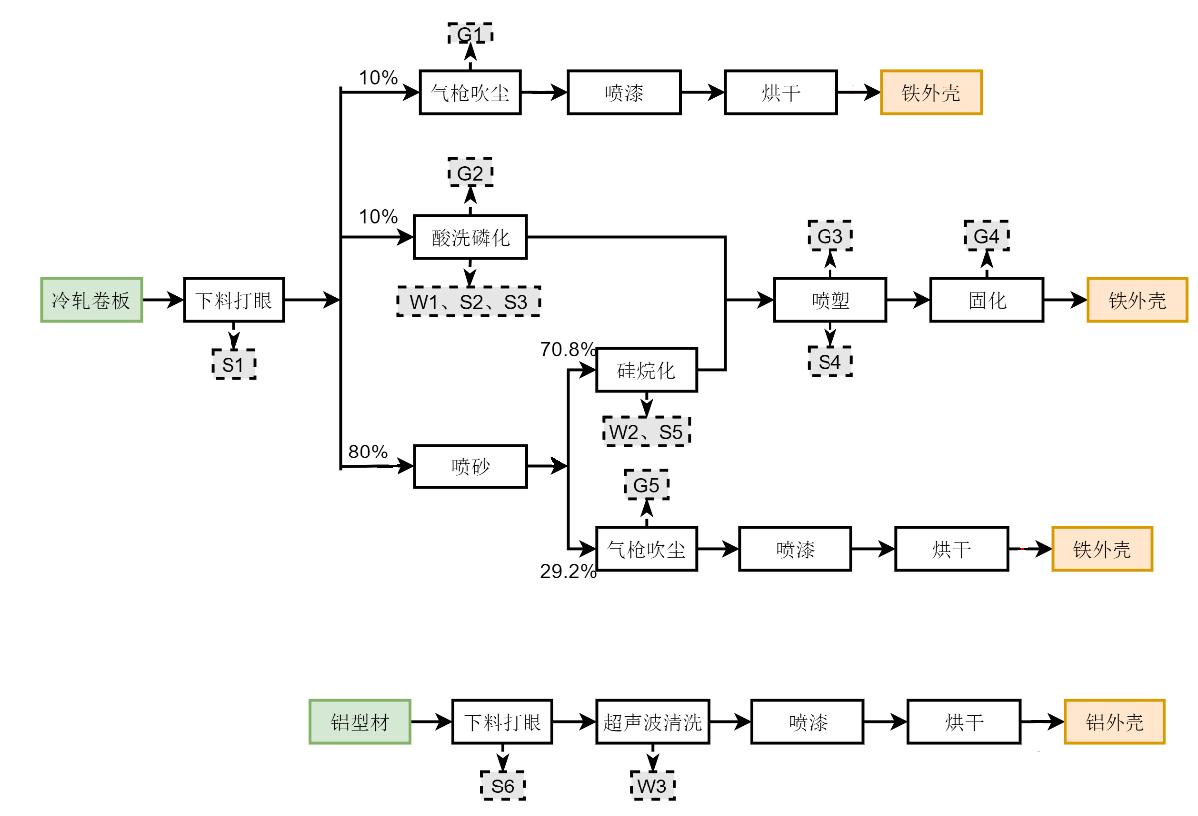 G1
10%
气枪吹尘
喷漆
烘干
铁外壳
G2
10%
酸洗磷化
W1、S2、S3
G3
G4
冷轧卷板
下料打眼
喷塑
固化
铁外壳
S1
S4
70.8%
硅烷化
W2、S5
80%
喷砂
G5
气枪吹尘
喷漆
烘干
铁外壳
29.2%
铝型材
下料打眼
超声波清洗
喷漆
烘干
铝外壳
S6
W3